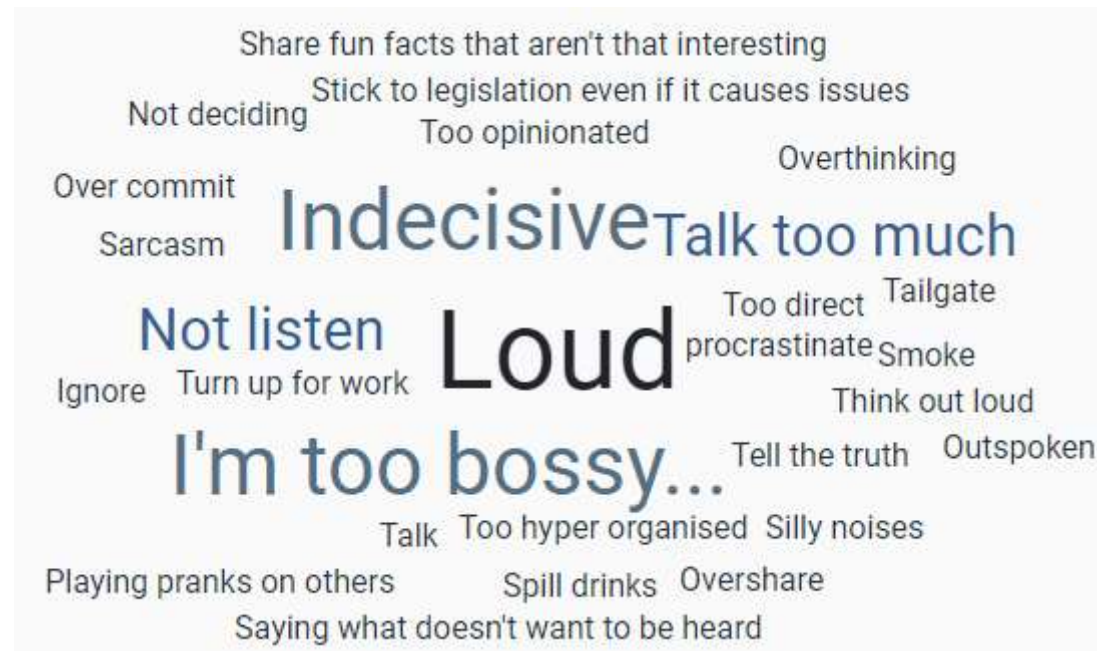 Share fun facts that aren't that interesting
Stick to legislation even if it causes issues
Not deciding
Too opinionated
Overthinking
Over commit
Indecisive
Talk too much
Sarcasm
Tailgate
Too direct
Not listen
Loud
procrastinate
Smoke
Ignore
Turn up for work
Think out loud
I'm too bossy...
Tell the truth
Outspoken
Talk
Too hyper organised
Silly noises
Playing pranks on others
Spill drinks
Overshare
Saying what doesn't want to be heard